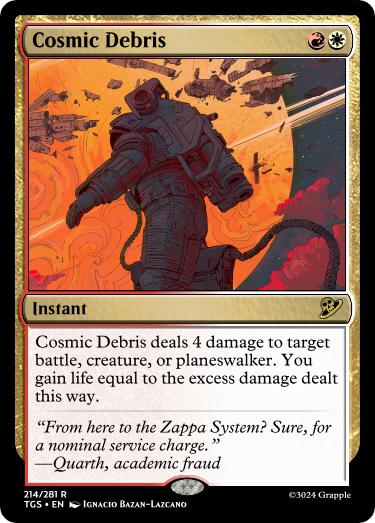 Cosmic Debris
Instant
Cosmic Debris deals 4 damage to target
battle, creature, or planeswalker. You
gain life equal to the excess damage dealt
this way.
“From here to the Zappa System? Sure, for
a nominal service charge.”
—Quarth, academic fraud
214/281 R
TGS • EN Ignacio Bazan-Lazcano
©3024 Grapple